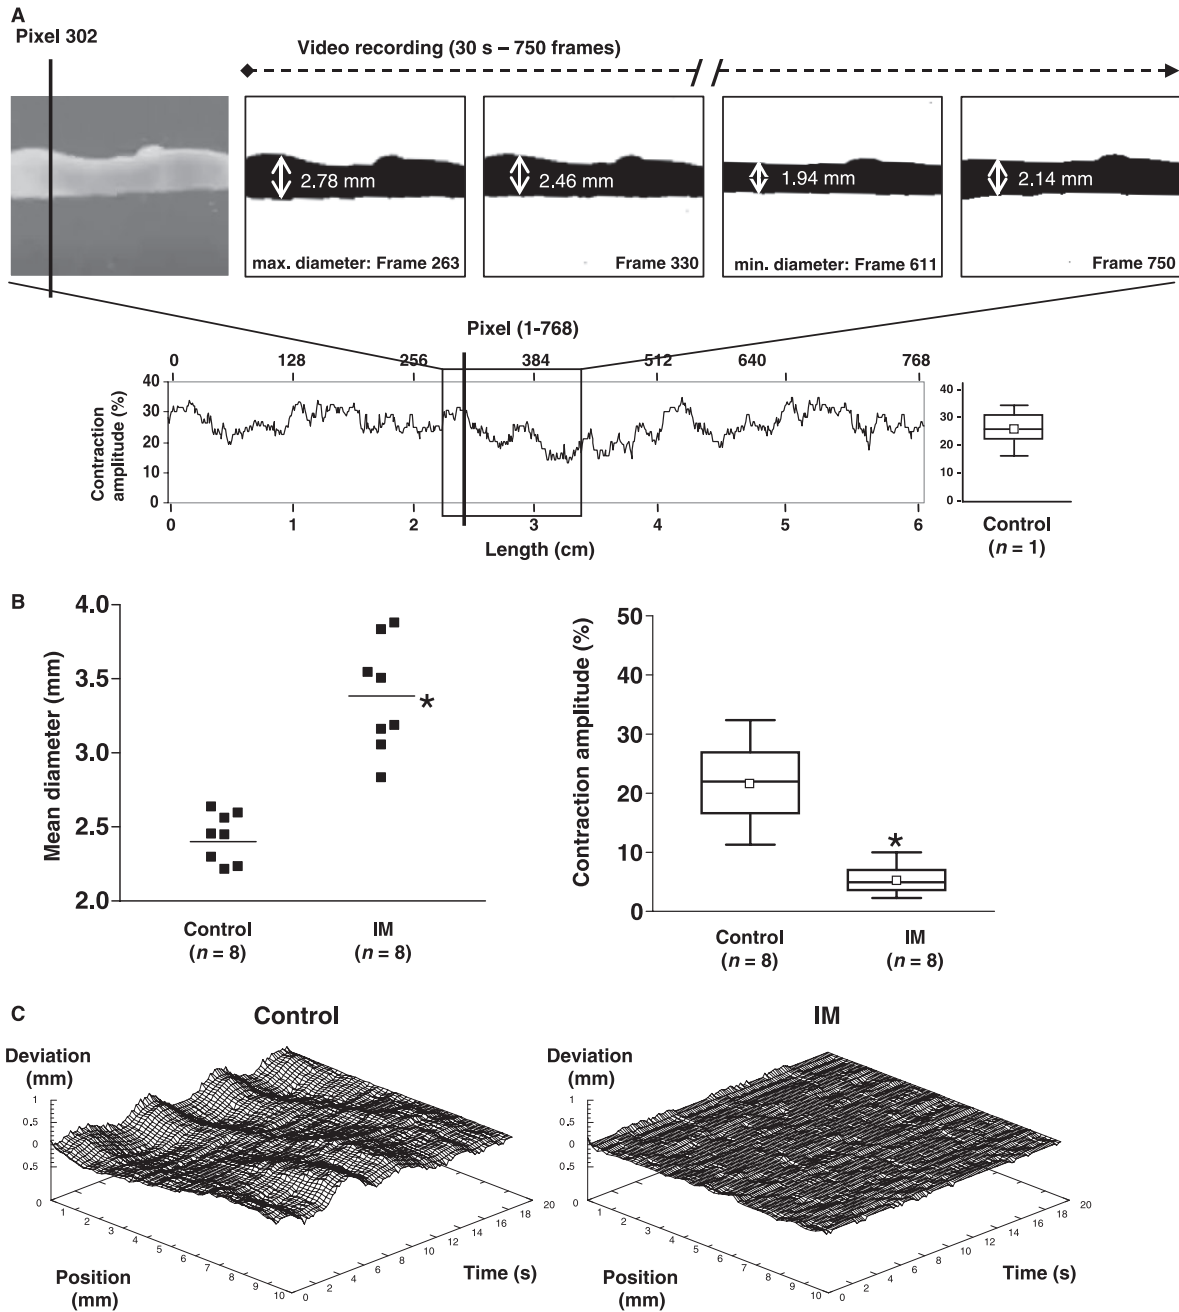 A
Pixel 302
Video recording (30 s – 750 frames)
2.78 mm
2.46 mm
1.94 mm
2.14 mm
max. diameter: Frame 263
Frame 330
min. diameter: Frame 611
Frame 750
Pixel (1-768)
0 128 256 384 512 640 768
Contraction
amplitude (%)
40
30
20
10
0
0 1 2 3 4 5 6
Length (cm)
40
30
20
10
0
Control
(n = 1)
B
Mean diameter (mm)
4.0
3.5
3.0
2.5
2.0
*
Control
(n = 8)
IM
(n = 8)
Contraction amplitude (%)
50
40
30
20
10
0
*
Control
(n = 8)
IM
(n = 8)
C
Control
Deviation
(mm)
1
0.5
0
0.5
0
1 2 3 4 5 6 7 8 9 10
Position
(mm)
0 2 4 6 8 10 12 14 16 18 20
Time (s)
IM
Deviation
(mm)
1
0.5
0
0.5
0
1 2 3 4 5 6 7 8 9 10
Position
(mm)
0 2 4 6 8 10 12 14 16 18 20
Time (s)